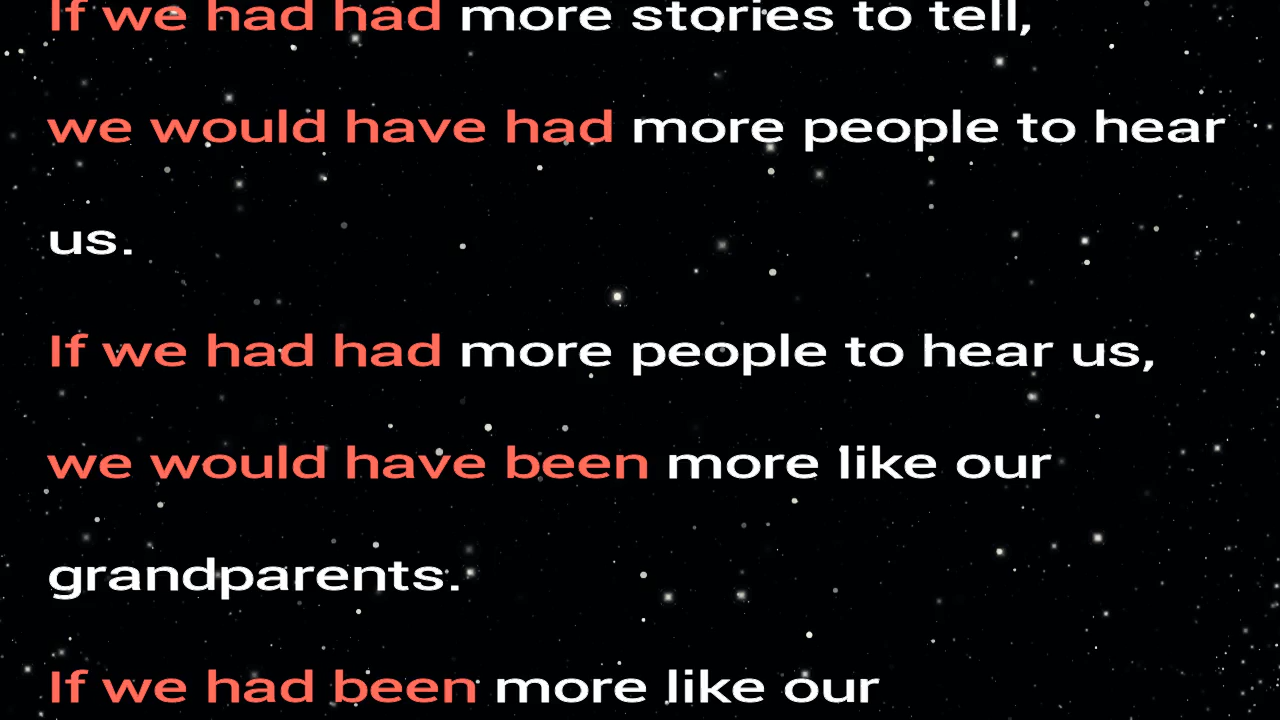 If we had had more stories to tell,
we would have had more people to hear
us.
If we had had more people to hear us,
we would have been more like our
grandparents.
If we had been more like our